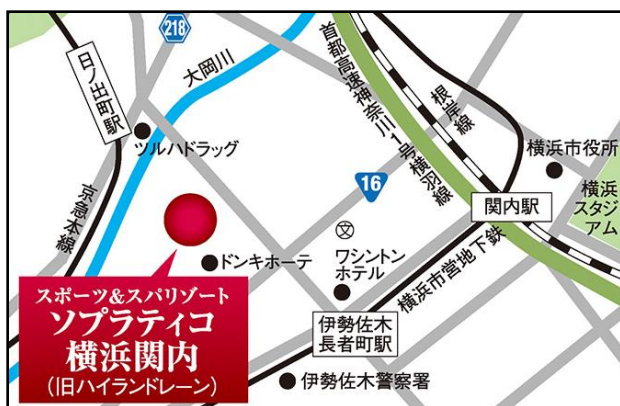 218
大岡川
日ノ出町駅
ツルハドラッグ
京急本線
首都高速神奈川1号横羽線
根岸線
横浜市役所
横浜
スタジ
アム
16
関内駅
文
ドンキホーテ
ワシントン
ホテル
横浜市営地下鉄
スポーツ&スパリゾート
ソプラティコ
横浜関内
(旧ハイランドレーン)
伊勢佐木
長者町駅
伊勢佐木警察署